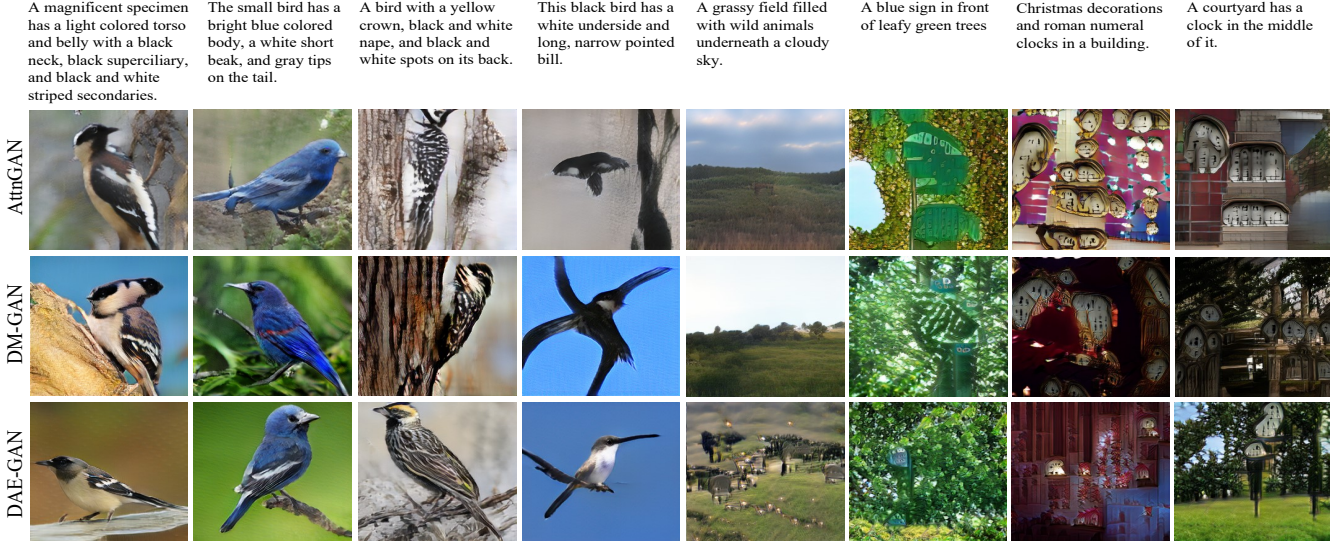 A magnificent specimen
has a light colored torso
and belly with a black
neck, black superciliary,
and black and white
striped secondaries.
The small bird has a
bright blue colored
body, a white short
beak, and gray tips
on the tail.
A bird with a yellow
crown, black and white
nape, and black and
white spots on its back.
This black bird has a
white underside and
long, narrow pointed
bill.
A grassy field filled
with wild animals
underneath a cloudy
sky.
A blue sign in front
of leafy green trees
Christmas decorations
and roman numeral
clocks in a building.
A courtyard has a
clock in the middle
of it.
AttnGAN
DM-GAN
DAE-GAN